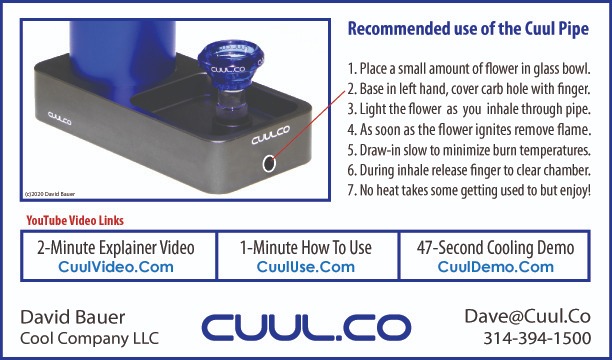 Recommended use of the Cuul Pipe
CUUL.CO
1. Place a small amount of flower in glass bowl.
2. Base in left hand, cover carb hole with finger.
3. Light the flower as you inhale through pipe.
4. As soon as the flower ignites remove flame.
5. Draw-in slow to minimize burn temperatures.
6. During inhale release finger to clear chamber.
7. No heat takes some getting used to but enjoy!
CUUL.CO
CUUL.CO
(c)2020 David Bauer
YouTube Video Links
2-Minute Explainer Video
CuulVideo.Com
1-Minute How To Use
CuulUse.Com
47-Second Cooling Demo
CuulDemo.Com
David Bauer
Cool Company LLC
CUUL.CO
Dave@Cuul.Co
314-394-1500